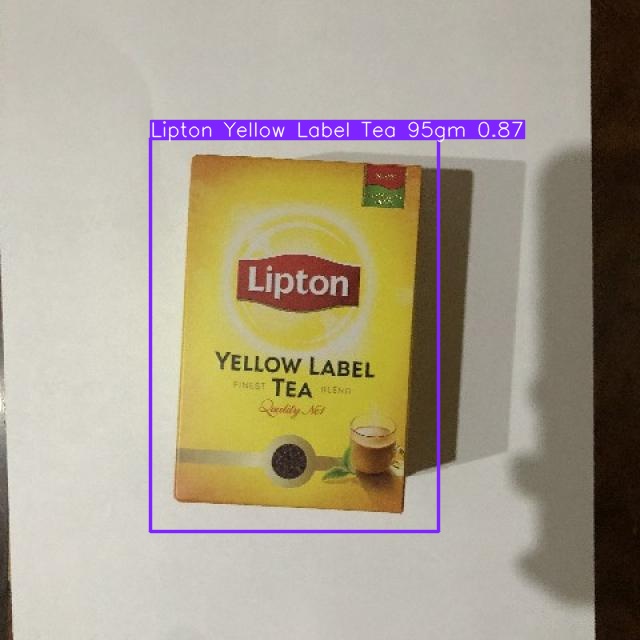 Lipton Yellow Label Tea 95gm 0.87
Lipton
YELLOW LABEL
FINEST TEA BLEND
Quality No1